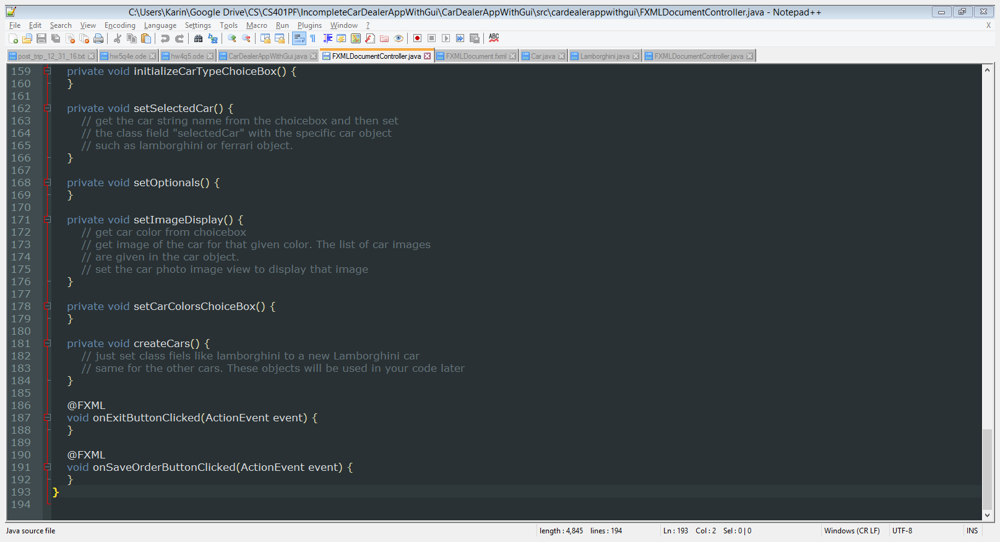 C:\Users\Karin\Google Drive\CS\CS401PF\IncompleteCarDealerAppWithGui\CarDealerAppWithGui\src\cardealerappwithgui\FXMLDocumentController.java - Notepad++
File Edit Search View Encoding Language Settings Tools Macro Run Plugins Window ? X
ABC
post_trip_12_31_16.txt hw5q4e.ode hw4q5.ode CarDealerAppWithGui.java FXMLDocumentController.java FXMLDocument.fxml Car.java Lamborghini.java FXMLDocumentController.java
159 private void initializeCarTypeChoiceBox() {
160 }
161
162 private void setSelectedCar() {
163 // get the car string name from the choicebox and then set
164 // the class field "selectedCar" with the specific car object
165 // such as lamborghini or ferrari object.
166 }
167
168 private void setOptionals() {
169 }
170
171 private void setImageDisplay() {
172 // get car color from choicebox
173 // get image of the car for that given color. The list of car images
174 // are given in the car object.
175 // set the car photo image view to display that image
176 }
177
178 private void setCarColorsChoiceBox() {
179 }
180
181 private void createCars() {
182 // just set class fiels like lamborghini to a new Lamborghini car
183 // same for the other cars. These objects will be used in your code later
184 }
185
186 @FXML
187 void onExitButtonClicked(ActionEvent event) {
188 }
189
190 @FXML
191 void onSaveOrderButtonClicked(ActionEvent event) {
192 }
193 }
194
Java source file length : 4,845 lines : 194 Ln : 193 Col : 2 Sel : 0 | 0 Windows (CR LF) UTF-8 INS